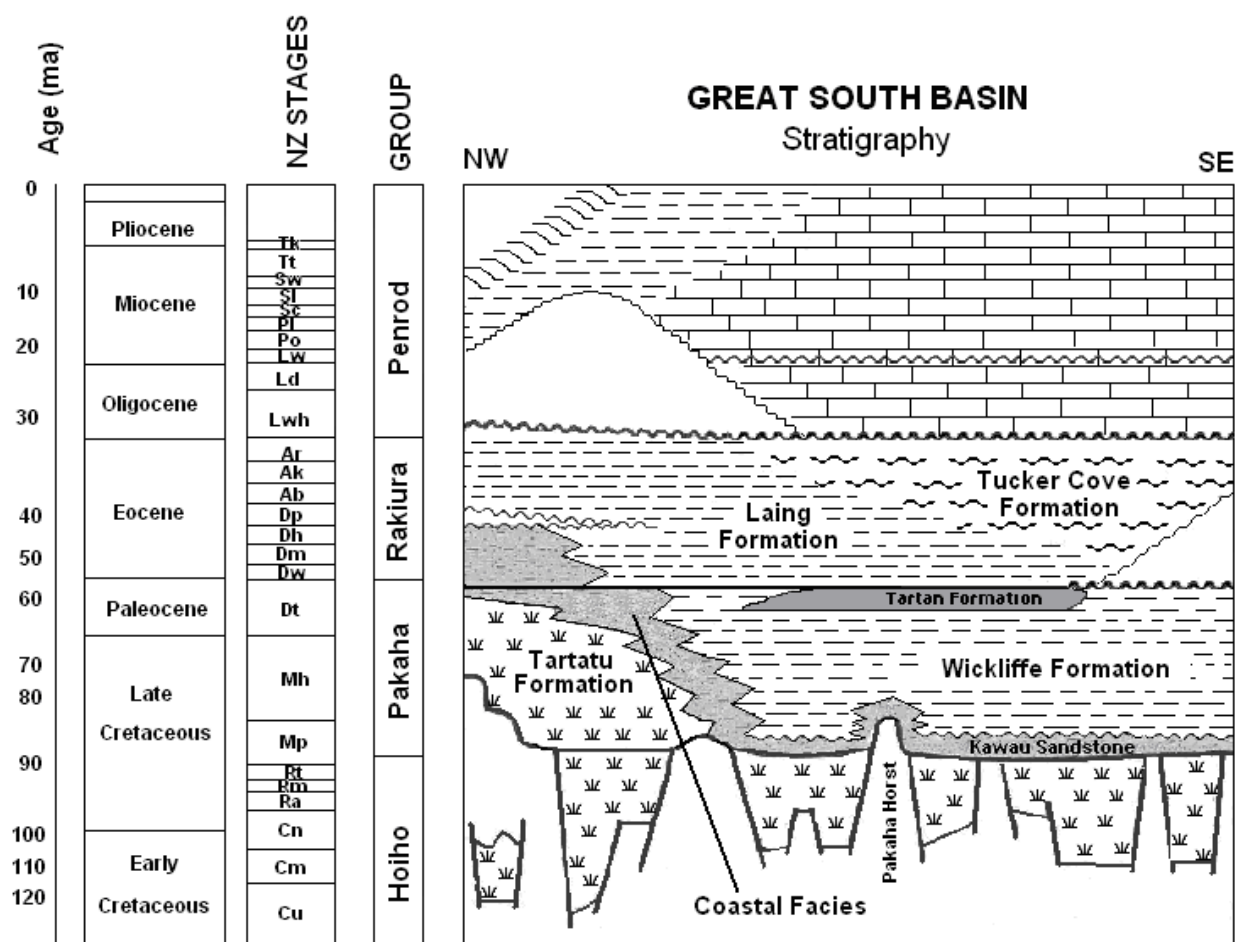 Age (ma)
NZ STAGES
GROUP
GREAT SOUTH BASIN
Stratigraphy
NW
SE
0
10
20
30
40
50
60
70
80
90
100
110
120
Pliocene
Miocene
Oligocene
Eocene
Paleocene
Late
Cretaceous
Early
Cretaceous
Tk
Tt
Sw
Sl
Sc
Pl
Po
Lw
Ld
Lwh
Ar
Ak
Ab
Dp
Dh
Dm
Dw
Dt
Mh
Mp
Rt
Rm
Ra
Cn
Cm
Cu
Penrod
Rakiura
Pakaha
Hoiho
Tucker Cove
Formation
Laing
Formation
Tartan Formation
Tartatu
Formation
Wickliffe Formation
Kawau Sandstone
Pakaha Horst
Coastal Facies